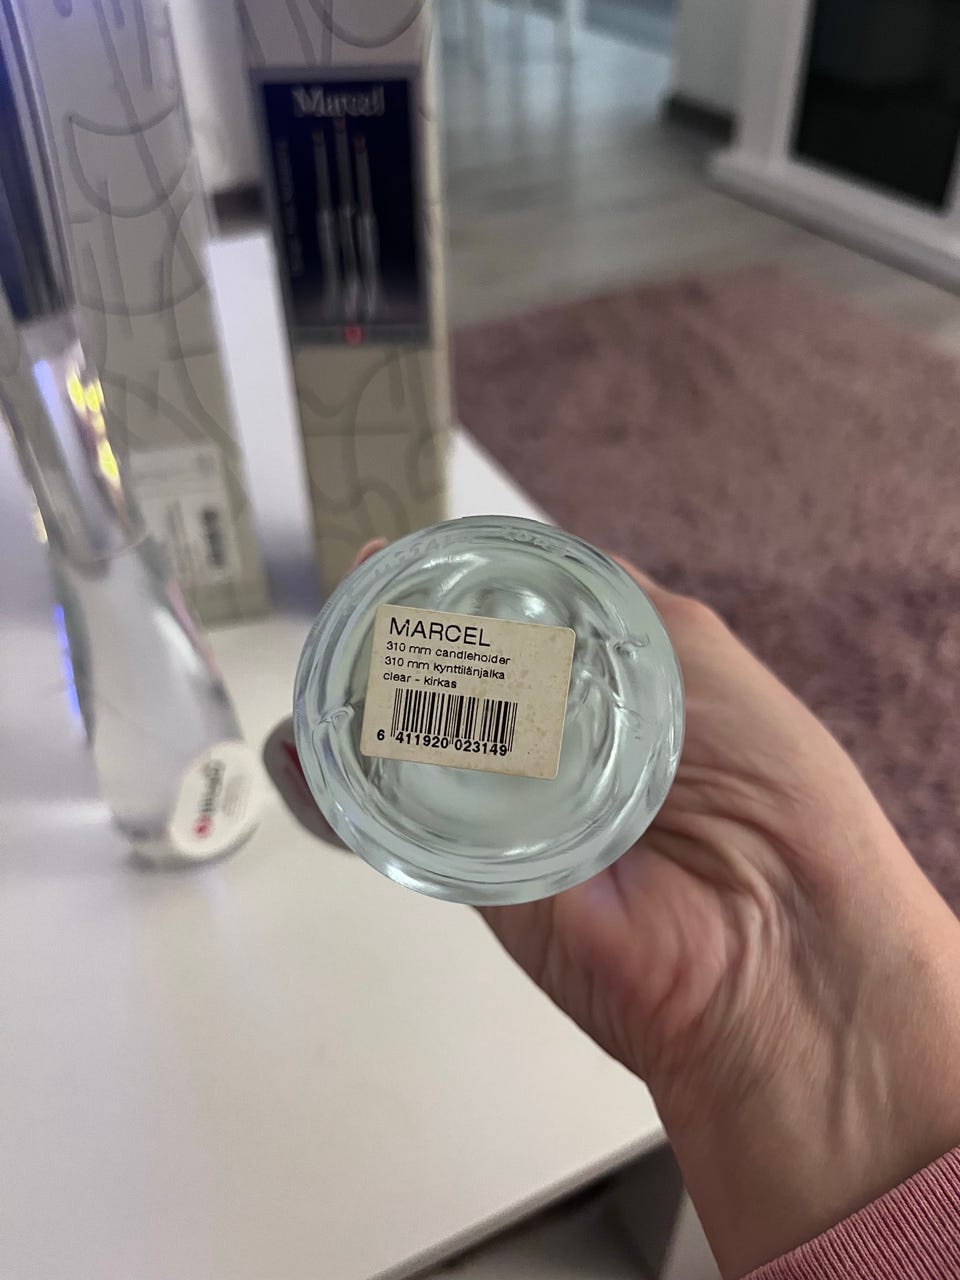 Marcel
MARCEL
310 mm candleholder
310 mm kynttilänjalka
clear - kirkas
6 411920 023149